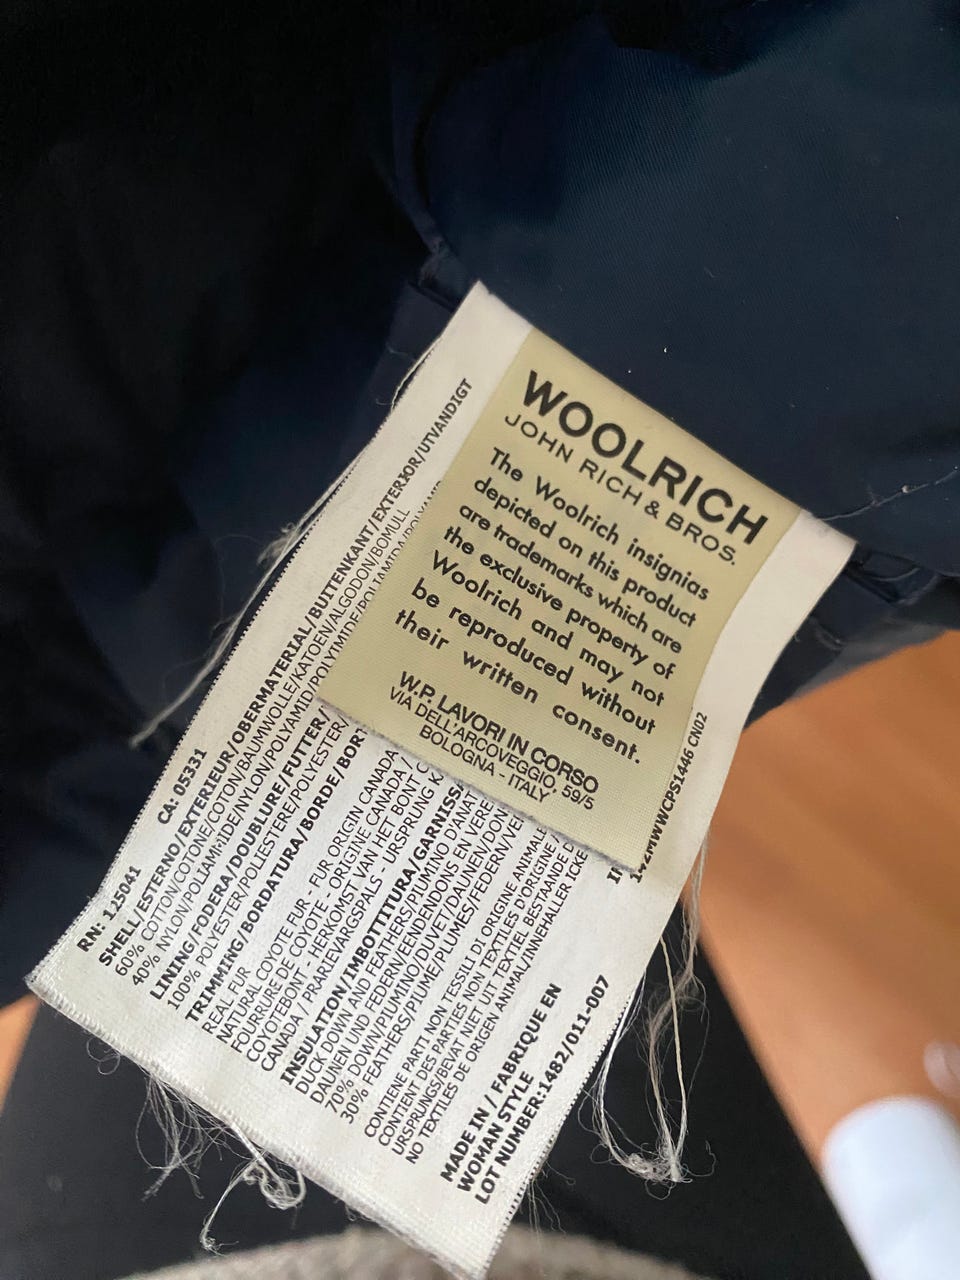 WOOLRICH
JOHN RICH & BROS.
The Woolrich insignias
depicted on this product
are trademarks which are
the exclusive property of
Woolrich and may not
be reproduced without
their written consent.
W.P. LAVORI IN CORSO
VIA DELL'ARCOVEGGIO, 59/5
BOLOGNA - ITALY
RN: 125041 CA: 05331
SHELL/ESTERNO/EXTERIEUR/OBERMATERIAL/BUITENKANT/EXTERIOR/UTVANDIGT
60% COTTON/COTONE/COTON/BAUMWOLLE/KATOEN/ALGODON/BOMULL
40% NYLON/POLIAMMIDE/NYLON/POLYAMID/POLYIMIDE/POLIAMIDA/
LINING/FODERA/DOUBLURE/FUTTER/
100% POLYESTER/POLIESTERE/POLYESTER/
TRIMMING/BORDATURA/BORDE/
REAL FUR
NATURAL COYOTE FUR - FUR ORIGIN CANADA
FOURRURE DE COYOTE - ORIGINE CANADA /
COYOTEBONT - HERKOMST VAN HET BONT
CANADA / PRARIEVARGSPALS - URSPRUNG
INSULATION/IMBOTTITURA/
DUCK DOWN AND FEATHERS/PIUMINO D'ANAT
DAUNEN UND FEDERN/EENDENDONS EN VERE
70% DOWN/PIUMINO/DUVET/DAUNEN/DON
30% FEATHERS/PIUME/PLUMES/FEDERN/VE
CONTIENE PARTI NON TESSILI DI ORIGINE ANIMALE
CONTIENT DES PARTIES NON TEXTILES D'ORIGINE
URSPRUNGS/BEVAT NIET UIT TEXTIEL BESTAANDE D
NO TEXTILES DE ORIGEN ANIMAL/INNEHALLER ICKE
MADE IN / FABRIQUE EN
WOMAN STYLE
LOT NUMBER:1482/011-007